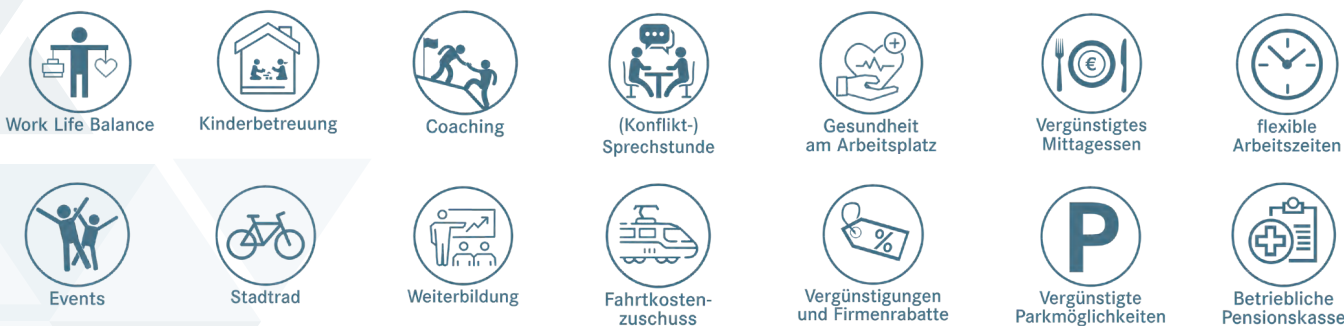 Work Life Balance
Kinderbetreuung
Coaching
(Konflikt-)
Sprechstunde
Gesundheit
am Arbeitsplatz
€
Vergünstigtes
Mittagessen
flexible
Arbeitszeiten
Events
Stadtrad
Weiterbildung
Fahrtkosten-
zuschuss
%
Vergünstigungen
und Firmenrabatte
P
Vergünstigte
Parkmöglichkeiten
Betriebliche
Pensionskasse